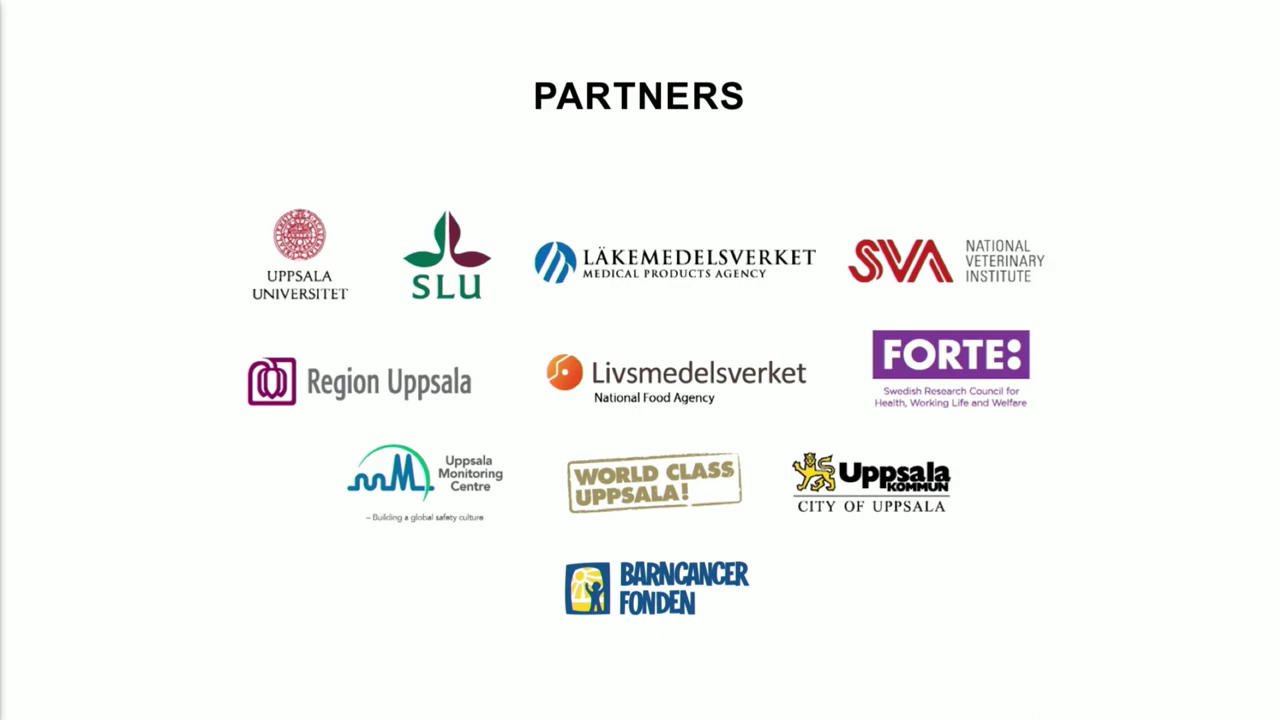 PARTNERS
UPPSALA
UNIVERSITET
SLU
LÄKEMEDELSVERKET
MEDICAL PRODUCTS AGENCY
SVA
NATIONAL
VETERINARY
INSTITUTE
Region Uppsala
Livsmedelsverket
National Food Agency
FORTE:
Swedish Research Council for
Health, Working Life and Welfare
Uppsala
Monitoring
Centre
– Building a global safety culture
WORLD CLASS
UPPSALA!
Uppsala
KOMMUN
CITY OF UPPSALA
BARNCANCER
FONDEN